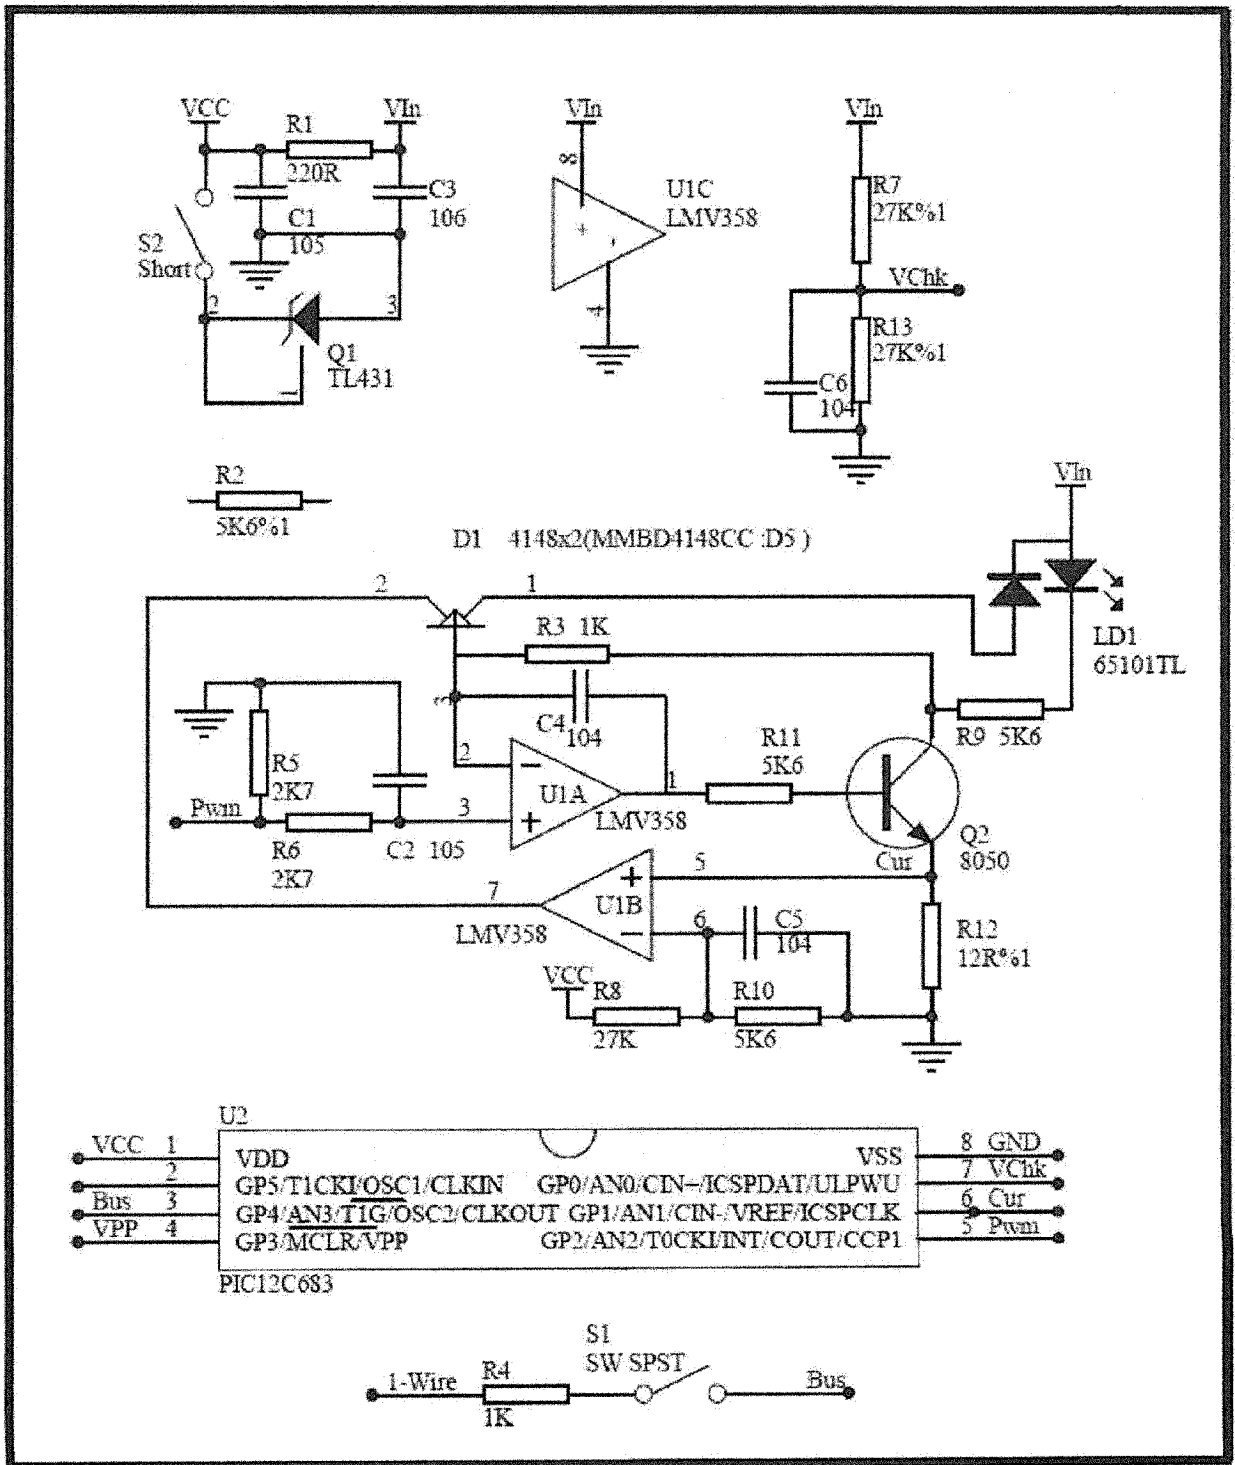 VCC
VIn
R1
220R
C1
105
C3
106
S2
Short
2
3
Q1
TL431
1
VIn
8
U1C
LMV358
+
-
4
VIn
R7
27K%1
VChk
R13
27K%1
C6
104
R2
5K6%1
D1 4148x2(MMBD4148CC :D5 )
VIn
2
1
R3 1K
LD1
65101TL
3
C4
104
R9 5K6
R5
2K7
2
R11
5K6
U1A
1
LMV358
Pwm
3
+
R6
2K7
C2 105
Q2
8050
Cur
5
+
7
U1B
LMV358
6
C5
104
R12
12R%1
VCC
R8
27K
R10
5K6
U2
VCC 1 VDD VSS 8 GND
2 GP5/T1CKI/OSC1/CLKIN GP0/AN0/CIN+/ICSPDAT/ULPWU 7 VChk
Bus 3 GP4/AN3/T1G/OSC2/CLKOUT GP1/AN1/CIN-/VREF/ICSPCLK 6 Cur
VPP 4 GP3/MCLR/VPP GP2/AN2/T0CKI/INT/COUT/CCP1 5 Pwm
PIC12C683
S1
SW SPST
1-Wire
R4
1K
Bus